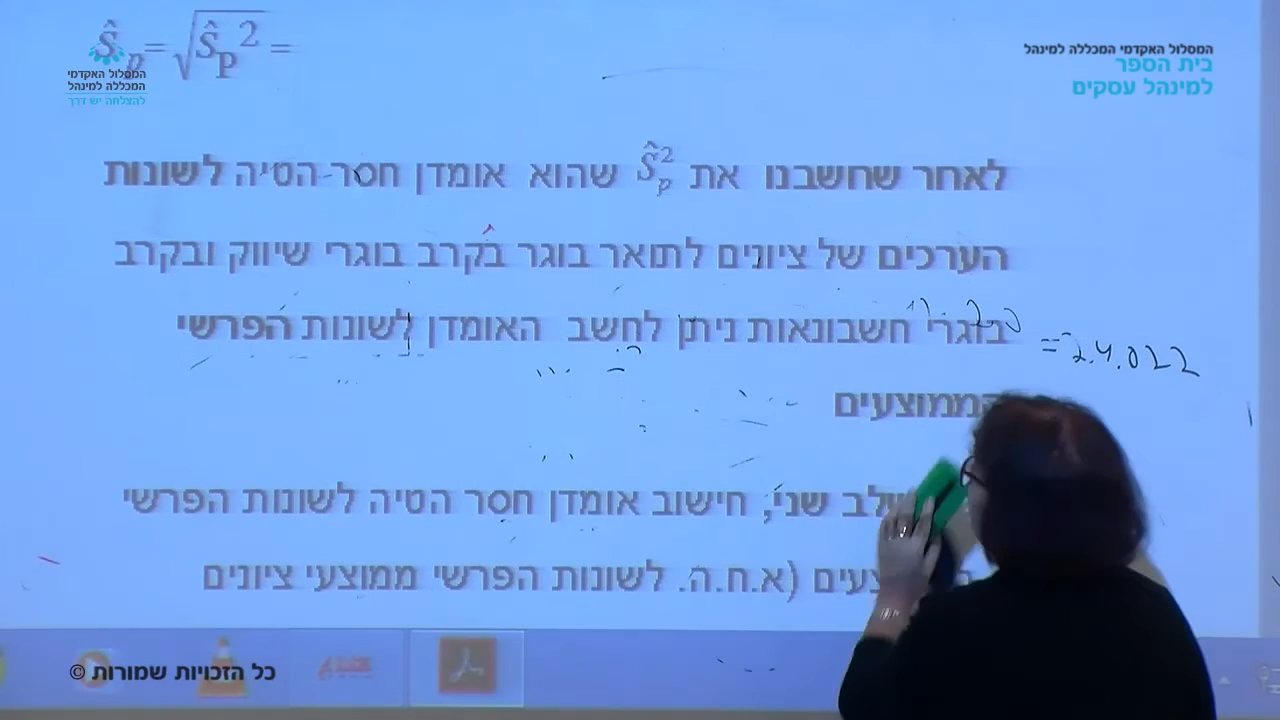 Ŝp = √ŜP² =
המסלול האקדמי המכללה למינהל
להצלחה יש דרך
המסלול האקדמי המכללה למינהל
בית הספר
למינהל עסקים
לאחר שחשבנו את Ŝp² שהוא אומדן חסר הטיה לשונות
הערכים של ציונים לתואר בוגר בקרב בוגרי שיווק ובקרב
בוגרי חשבונאות ניתן לחשב האומדן לשונות הפרשי
הממוצעים
= 24.022
שלב שני, חישוב אומדן חסר הטיה לשונות הפרשי
(א.ח.ה. לשונות הפרשי ממוצעי ציונים
כל הזכויות שמורות ©